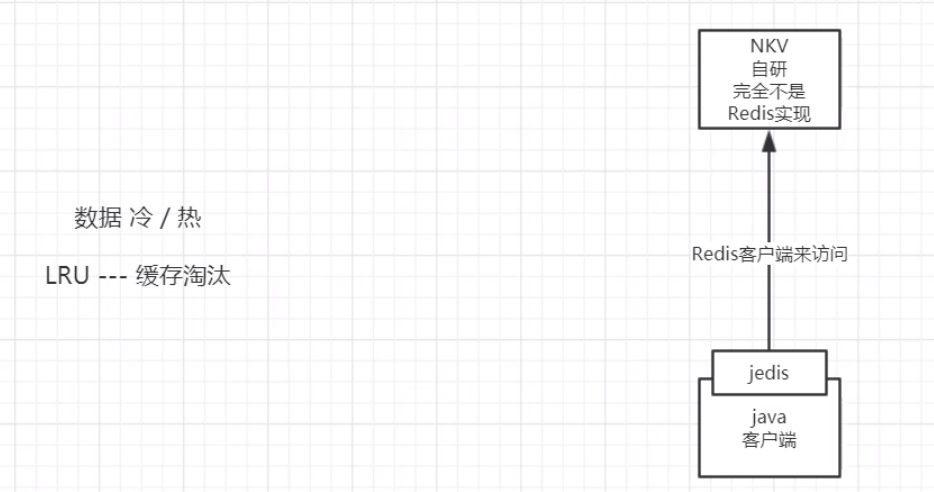 NKV
自研
完全不是
Redis实现
数据 冷 / 热
Redis客户端来访问
LRU --- 缓存淘汰
jedis
java
客户端